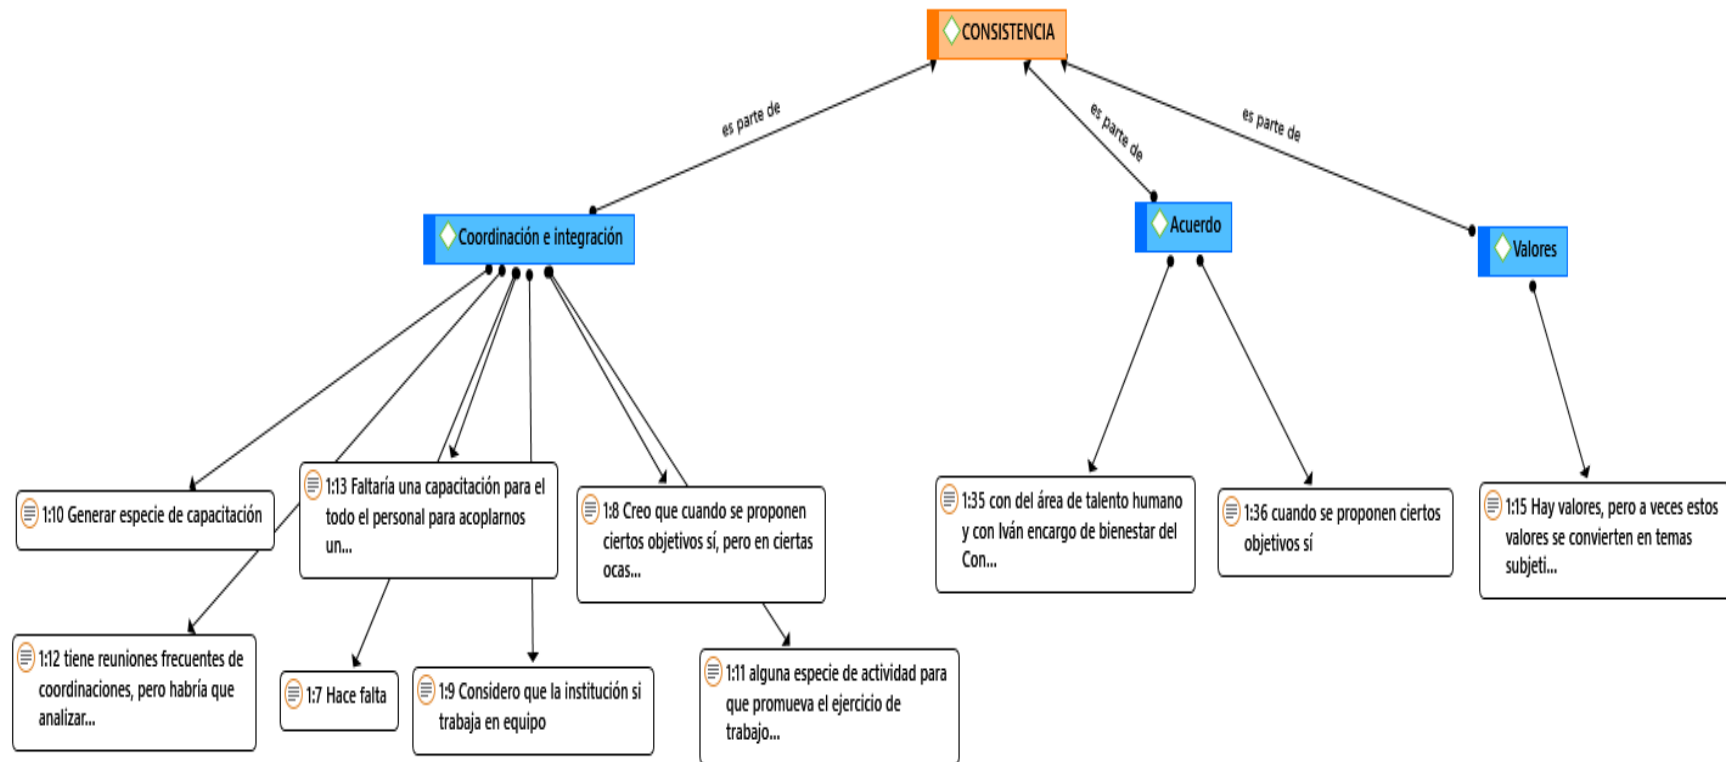 CONSISTENCIA
es parte de
es parte de
es parte de
Coordinación e integración
Acuerdo
Valores
1:10 Generar especie de capacitación
1:13 Faltaría una capacitación para el
todo el personal para acoplarnos
un...
1:8 Creo que cuando se proponen
ciertos objetivos sí, pero en ciertas
ocas...
1:35 con del área de talento humano
y con Iván encargo de bienestar del
Con...
1:36 cuando se proponen ciertos
objetivos sí
1:15 Hay valores, pero a veces estos
valores se convierten en temas
subjeti...
1:12 tiene reuniones frecuentes de
coordinaciones, pero habría que
analizar...
1:7 Hace falta
1:9 Considero que la institución si
trabaja en equipo
1:11 alguna especie de actividad para
que promueva el ejercicio de
trabajo...